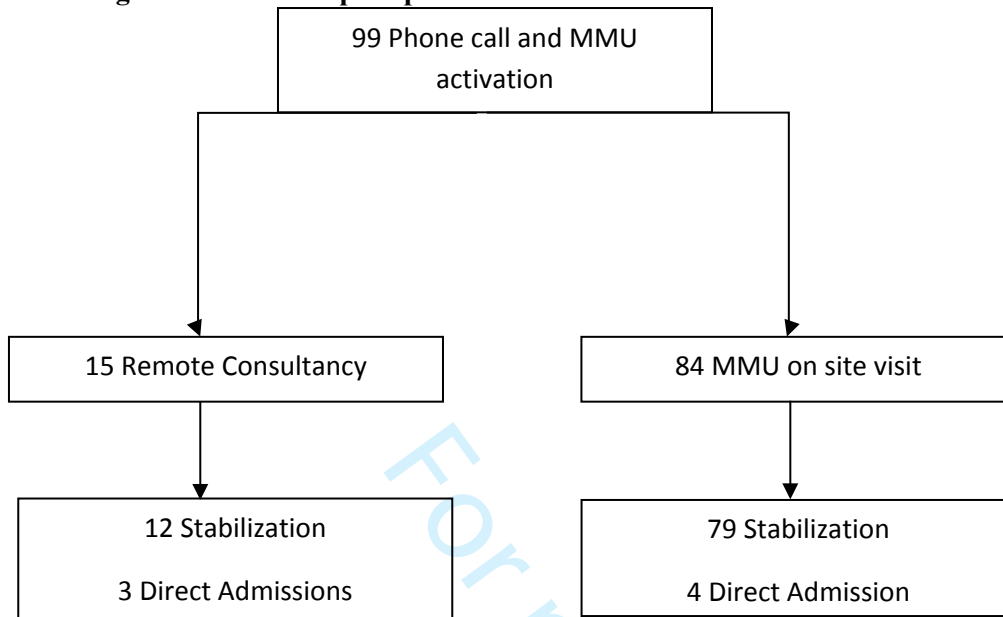 99 Phone call and MMU
activation
15 Remote Consultancy
84 MMU on site visit
12 Stabilization
3 Direct Admissions
79 Stabilization
4 Direct Admission
For